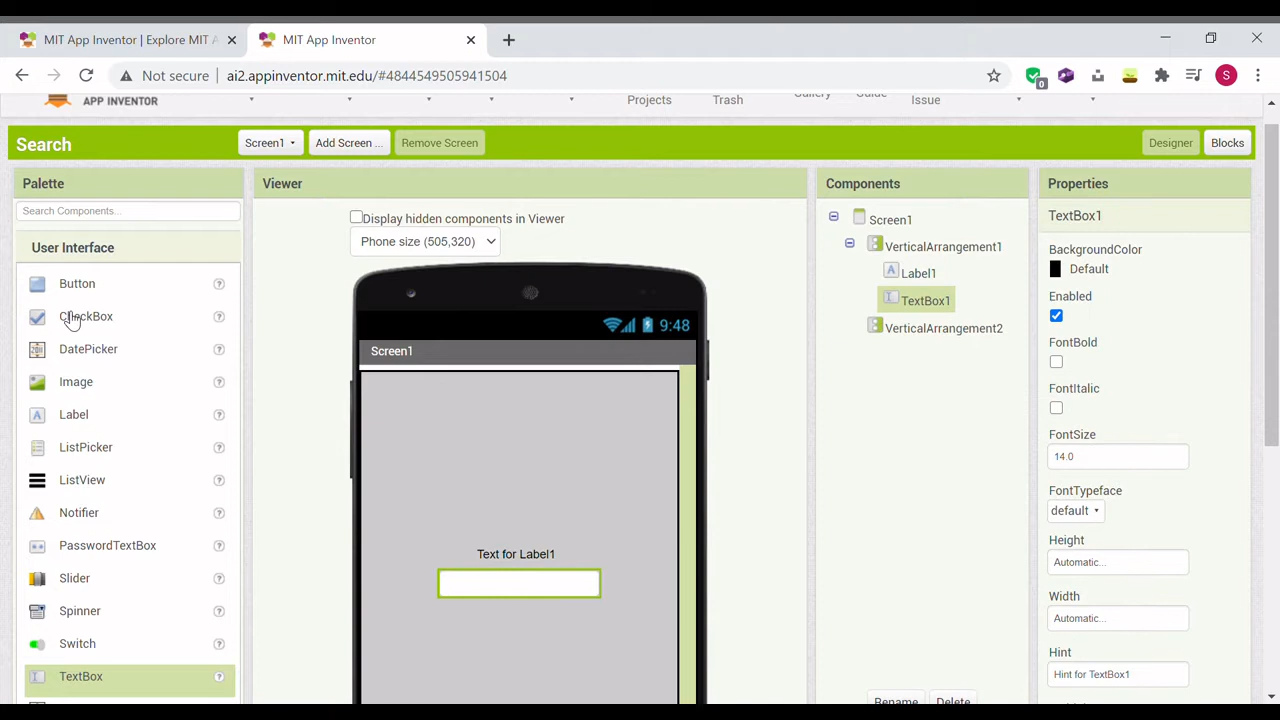 MIT App Inventor | Explore MIT A
MIT App Inventor
Not secure
ai2.appinventor.mit.edu/#4844549505941504
0
S
APP INVENTOR
Projects
Trash
Gallery
Guide
Issue
Search
Screen1
Add Screen ...
Remove Screen
Designer
Blocks
Palette
Search Components...
User Interface
Button
CheckBox
DatePicker
Image
Label
ListPicker
ListView
Notifier
PasswordTextBox
Slider
Spinner
Switch
TextBox
Viewer
Display hidden components in Viewer
Phone size (505,320)
9:48
Screen1
Text for Label1
Components
Screen1
VerticalArrangement1
Label1
TextBox1
VerticalArrangement2
Rename
Delete
Properties
TextBox1
BackgroundColor
Default
Enabled
FontBold
FontItalic
FontSize
14.0
FontTypeface
default
Height
Automatic...
Width
Automatic...
Hint
Hint for TextBox1